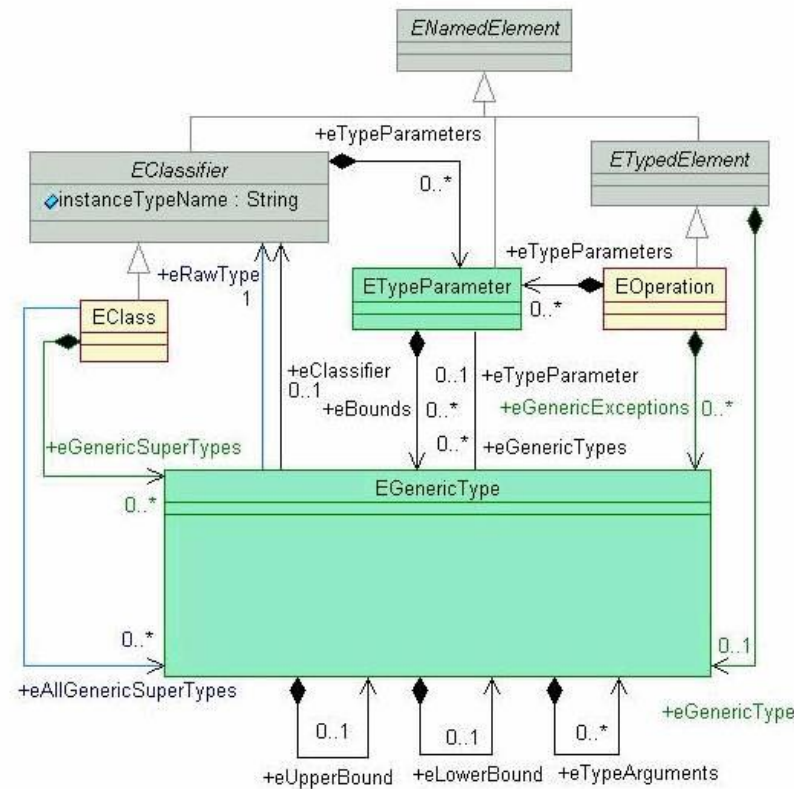 ENamedElement
+eTypeParameters
EClassifier
instanceTypeName : String
0..*
ETypedElement
+eRawType
1
+eTypeParameters
ETypeParameter
0..*
EOperation
EClass
+eClassifier
0..1
0..1
+eTypeParameter
+eBounds
0..*
+eGenericExceptions
0..*
+eGenericSuperTypes
0..*
+eGenericTypes
EGenericType
0..*
0..*
+eAllGenericSuperTypes
0..1
+eGenericType
0..1
+eUpperBound
0..1
+eLowerBound
0..*
+eTypeArguments